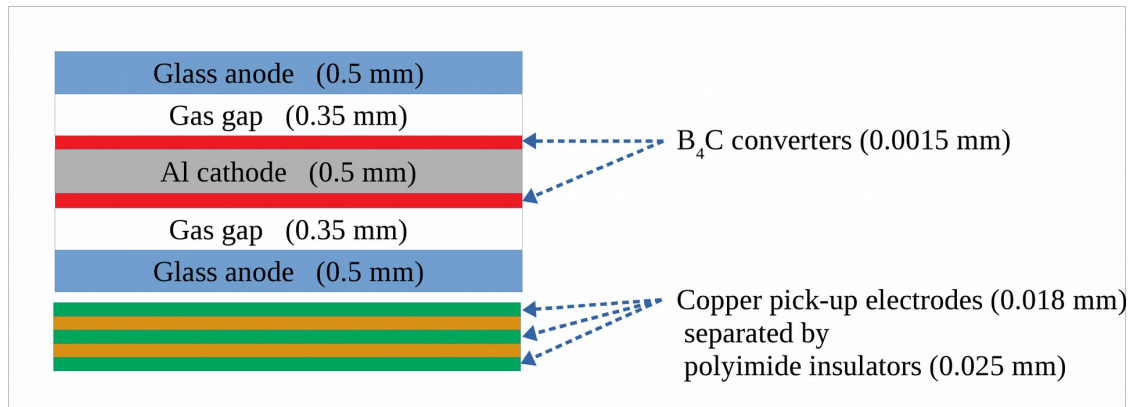 Glass anode (0.5 mm)
Gas gap (0.35 mm)
B4C converters (0.0015 mm)
Al cathode (0.5 mm)
Gas gap (0.35 mm)
Glass anode (0.5 mm)
Copper pick-up electrodes (0.018 mm)
separated by
polyimide insulators (0.025 mm)